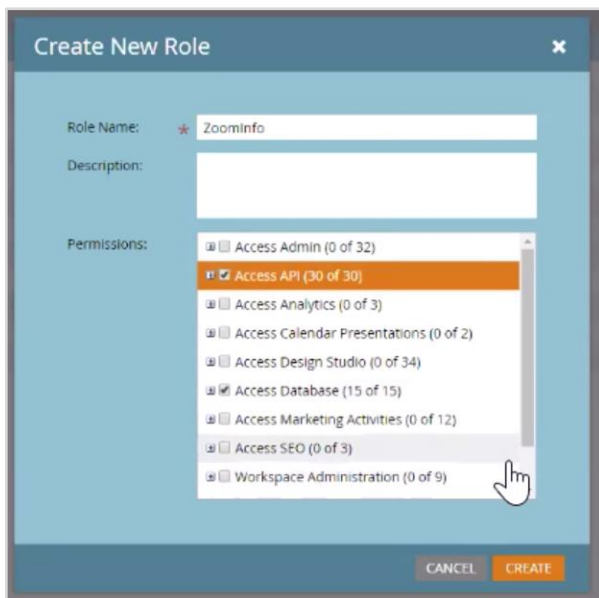 Create New Role
Role Name: * ZoomInfo
Description:
Permissions:
Access Admin (0 of 32)
Access API (30 of 30)
Access Analytics (0 of 3)
Access Calendar Presentations (0 of 2)
Access Design Studio (0 of 34)
Access Database (15 of 15)
Access Marketing Activities (0 of 12)
Access SEO (0 of 3)
Workspace Administration (0 of 9)
CANCEL CREATE